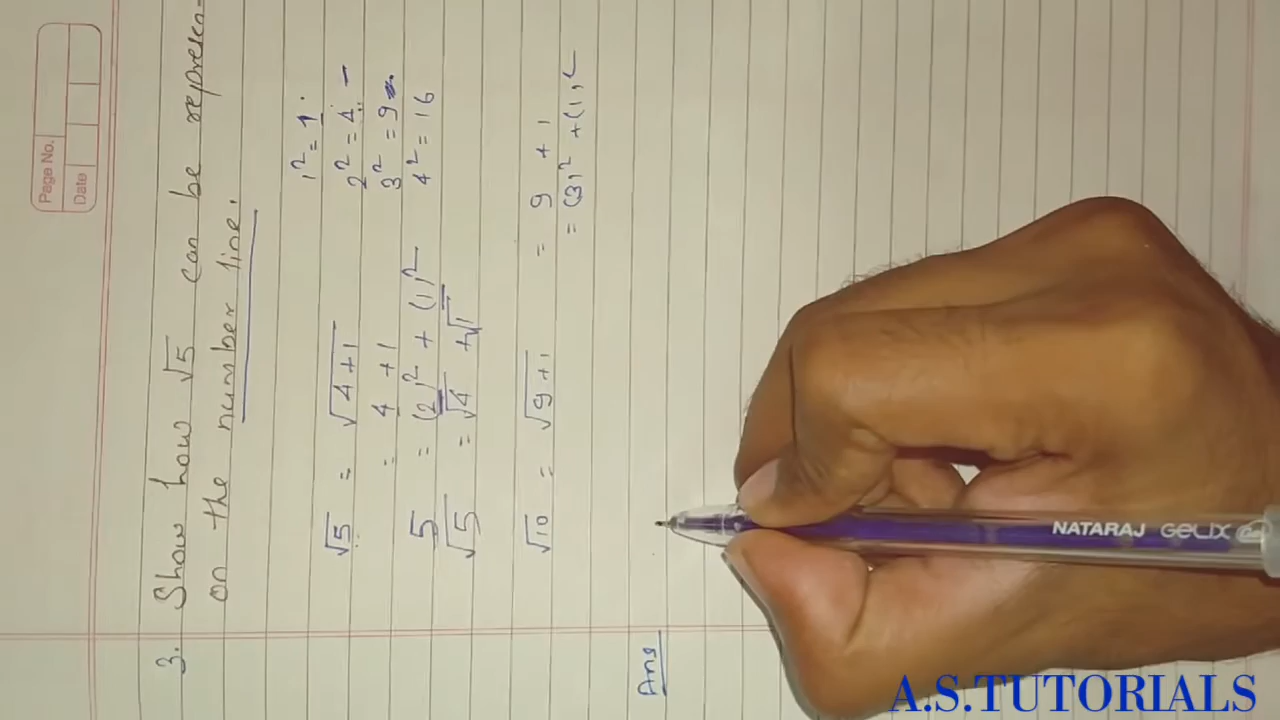 Page No.
Date
3. Show how √5 can be represen-
on the number line.
1² = 1.
√5 = √4+1
2² = 4
= 4 + 1
3² = 9
5 = (2)² + (1)²
4² = 16
√5 = √4 + √1
√10 = √9+1 = 9 + 1
= (3)² + (1)
Ans
NATARAJ GELIX
A.S.TUTORIALS